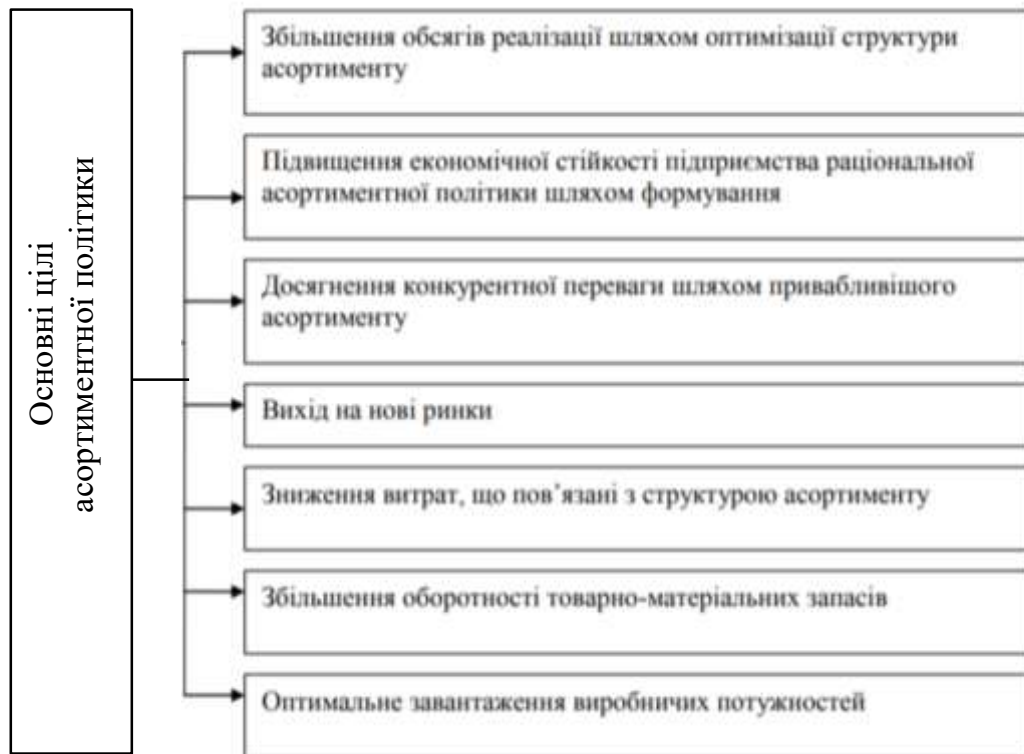 Основні цілі
асортиментної політики
Збільшення обсягів реалізації шляхом оптимізації структури
асортименту
Підвищення економічної стійкості підприємства раціональної
асортиментної політики шляхом формування
Досягнення конкурентної переваги шляхом привабливішого
асортименту
Вихід на нові ринки
Зниження витрат, що пов’язані з структурою асортименту
Збільшення оборотності товарно-матеріальних запасів
Оптимальне завантаження виробничих потужностей